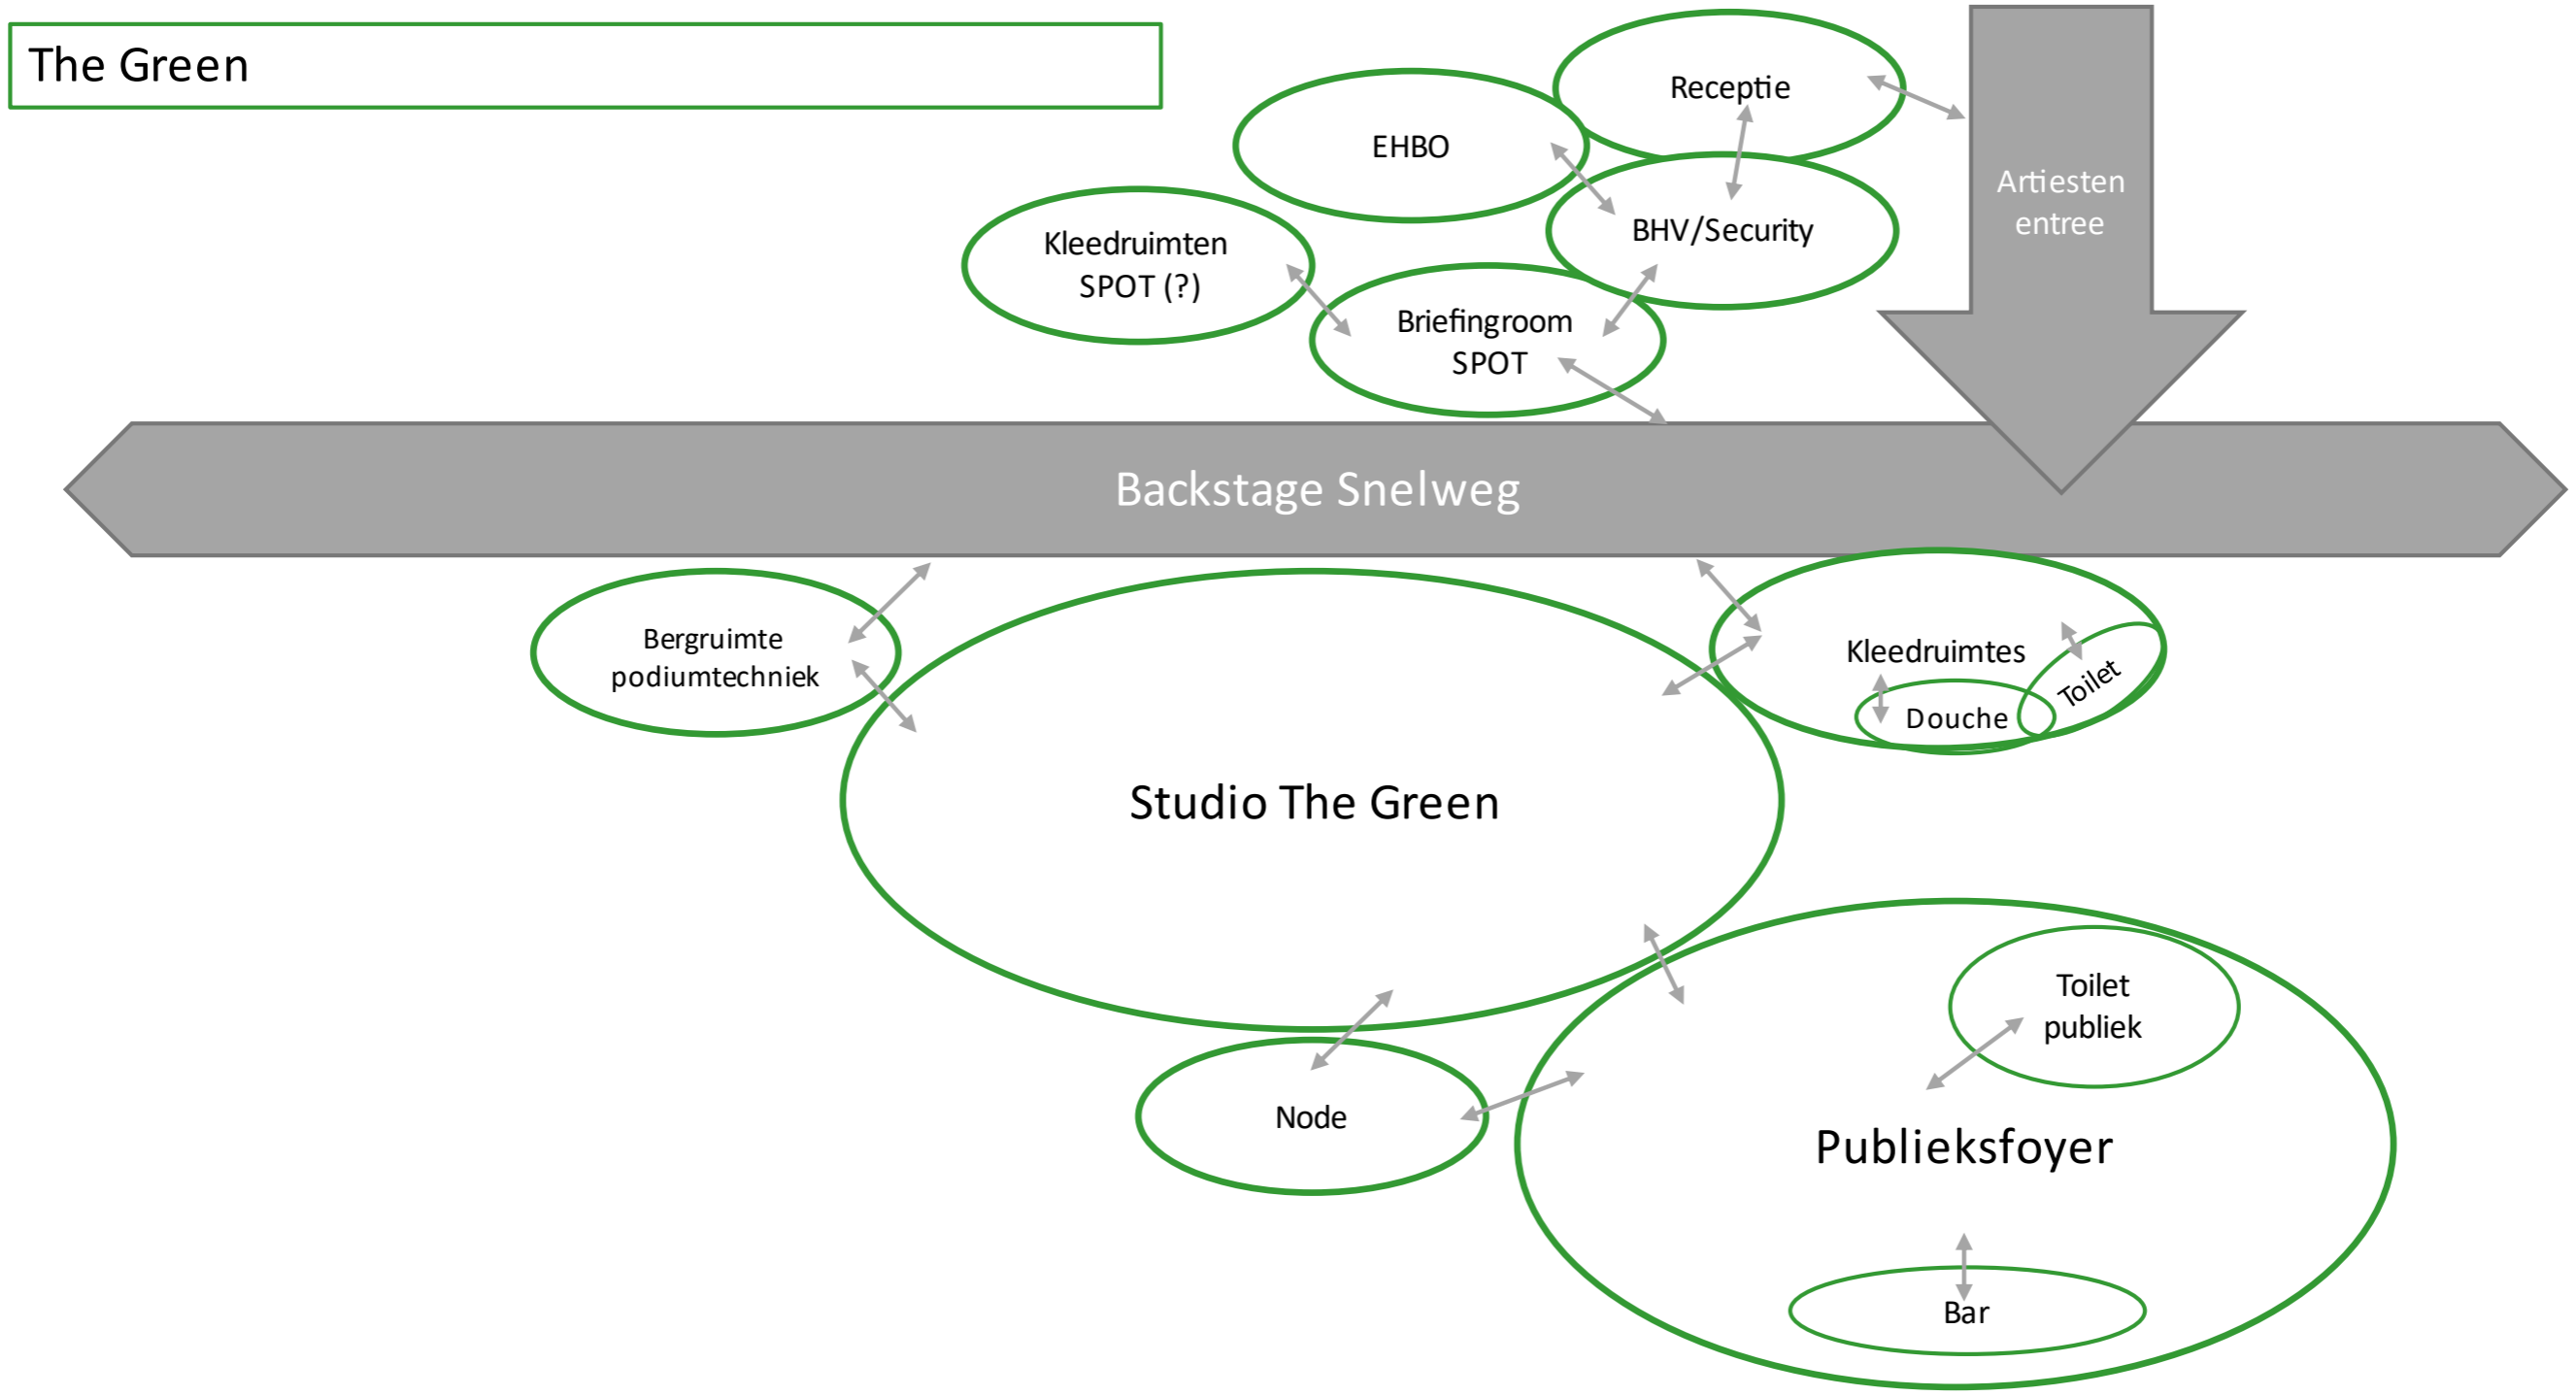 The Green
Receptie
EHBO
Artiesten
entree
BHV/Security
Kleedruimten
SPOT (?)
Briefingroom
SPOT
Backstage Snelweg
Bergruimte
podiumtechniek
Kleedruimtes
Toilet
Douche
Studio The Green
Toilet
publiek
Node
Publieksfoyer
Bar